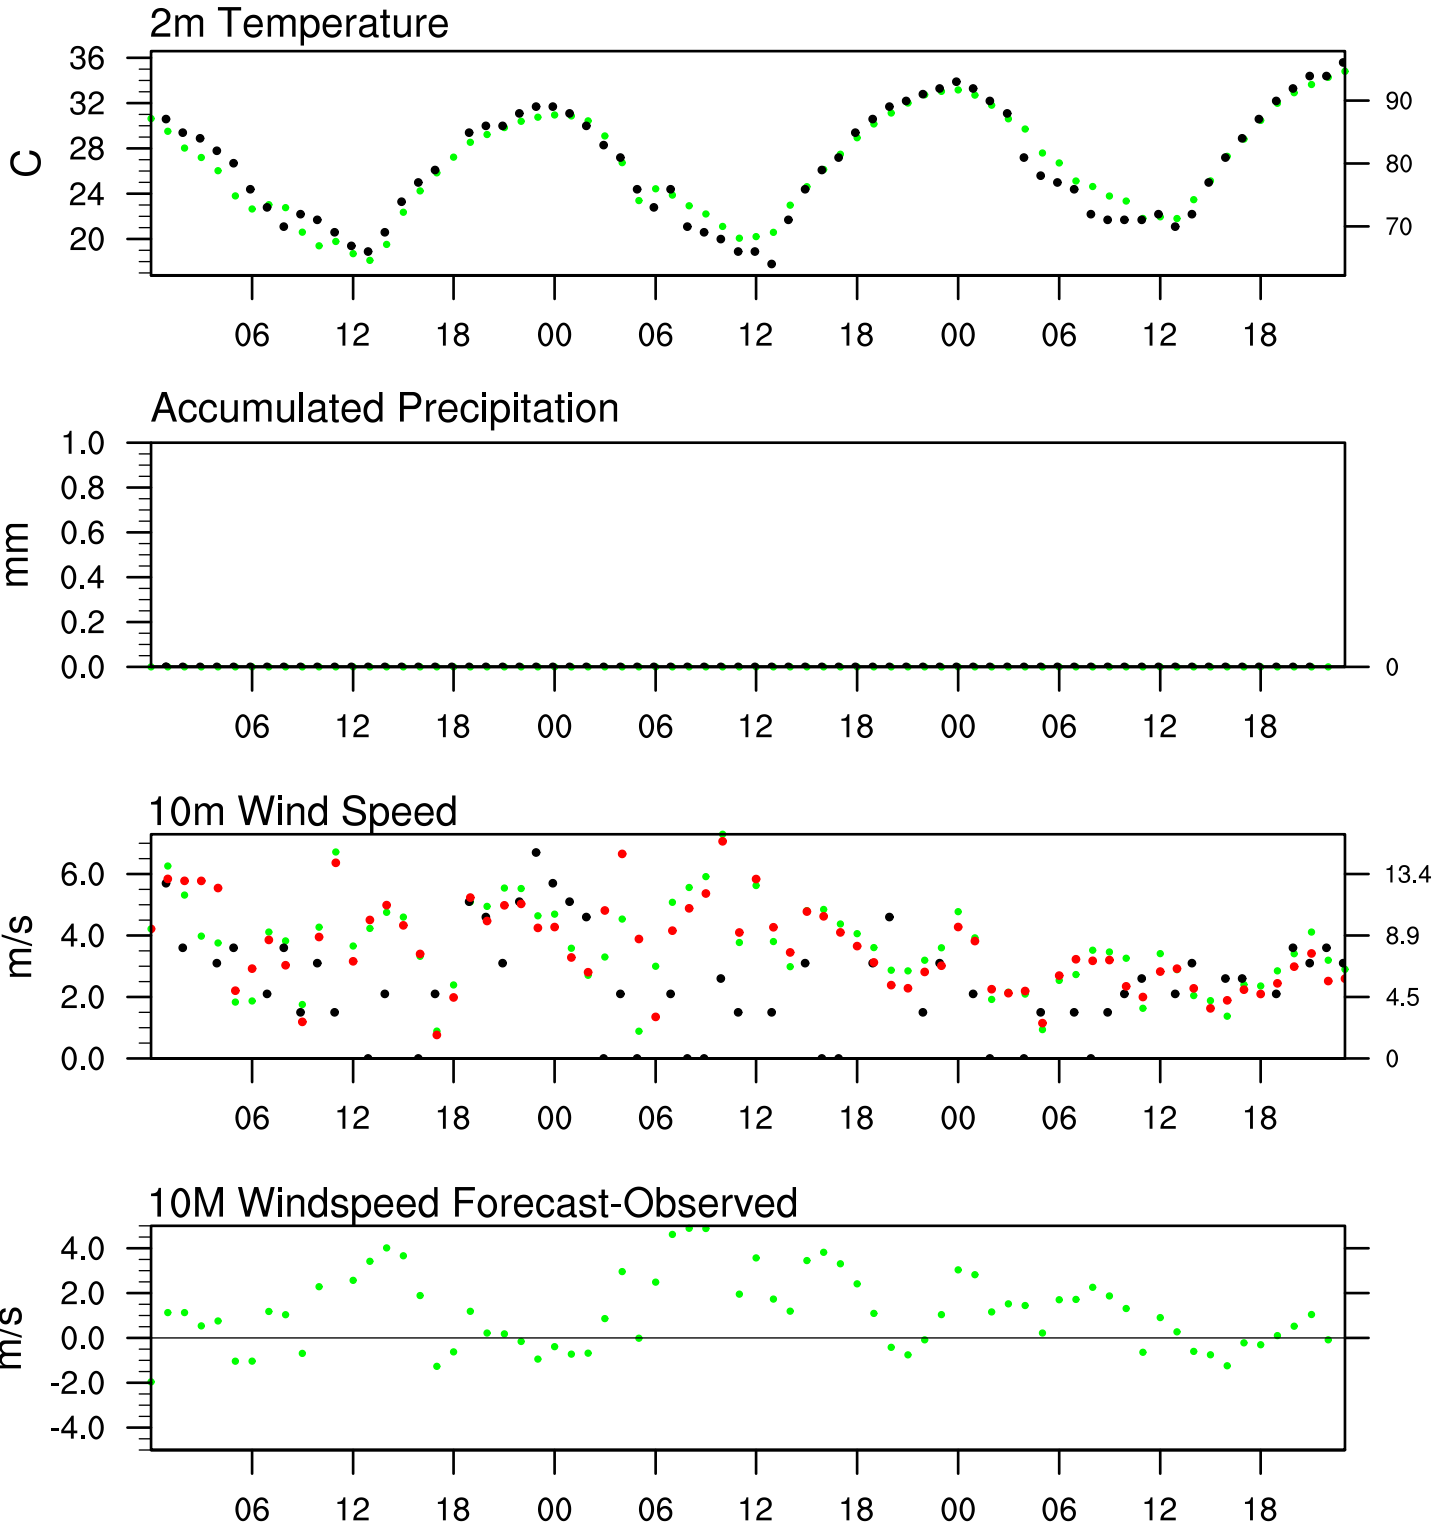 2m Temperature
36
32
28
24
20
C
90
80
70
06 12 18 00 06 12 18 00 06 12 18
Accumulated Precipitation
1.0
0.8
0.6
0.4
0.2
0.0
mm
0
06 12 18 00 06 12 18 00 06 12 18
10m Wind Speed
6.0
4.0
2.0
0.0
m/s
13.4
8.9
4.5
0
06 12 18 00 06 12 18 00 06 12 18
10M Windspeed Forecast-Observed
4.0
2.0
0.0
-2.0
-4.0
m/s
06 12 18 00 06 12 18 00 06 12 18